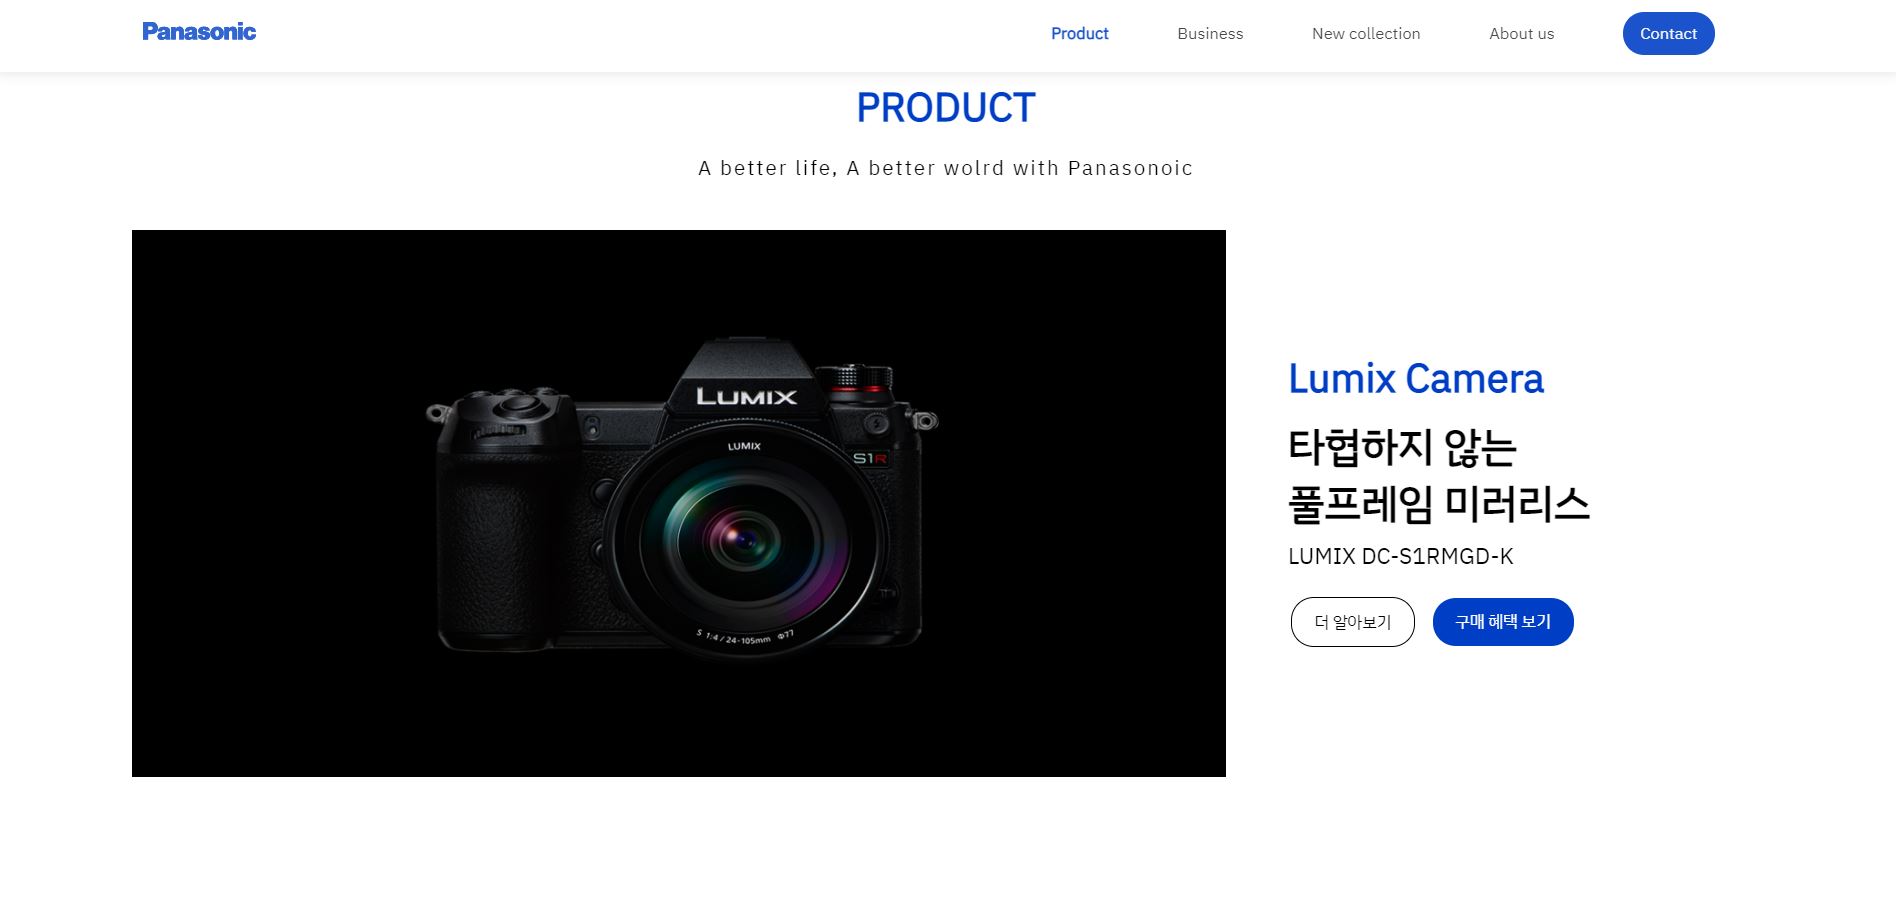 Panasonic
Product
Business
New collection
About us
Contact
PRODUCT
A better life, A better wolrd with Panasonoic
LUMIX
LUMIX
S1R
S 1:4 / 24-105mm Φ77
Lumix Camera
타협하지 않는
풀프레임 미러리스
LUMIX DC-S1RMGD-K
더 알아보기
구매 혜택 보기